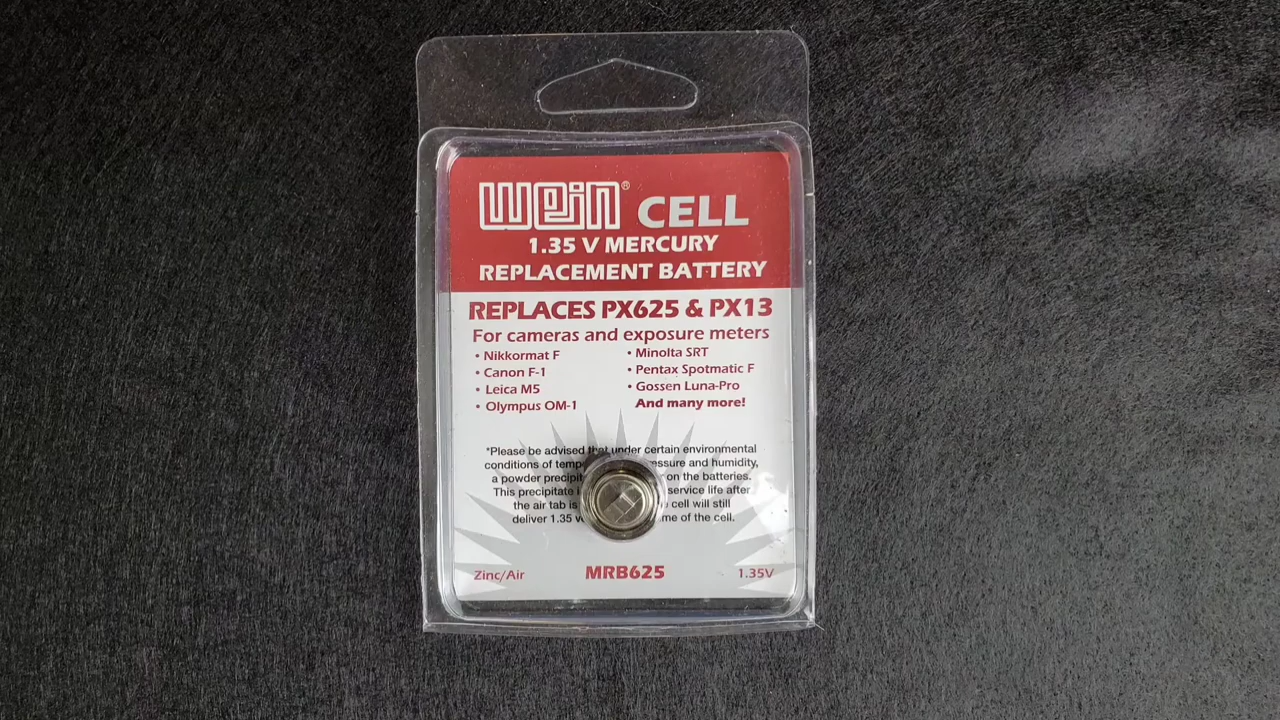 Wein® CELL
1.35 V MERCURY
REPLACEMENT BATTERY
REPLACES PX625 & PX13
For cameras and exposure meters
• Nikkormat F
• Canon F-1
• Leica M5
• Olympus OM-1
• Minolta SRT
• Pentax Spotmatic F
• Gossen Luna-Pro
And many more!
*Please be advised that under certain environmental
conditions of temp essure and humidity,
a powder precipit on the batteries.
This precipitate service life after
the air tab is cell will still
deliver 1.35 me of the cell.
Zinc/Air
MRB625
1.35V